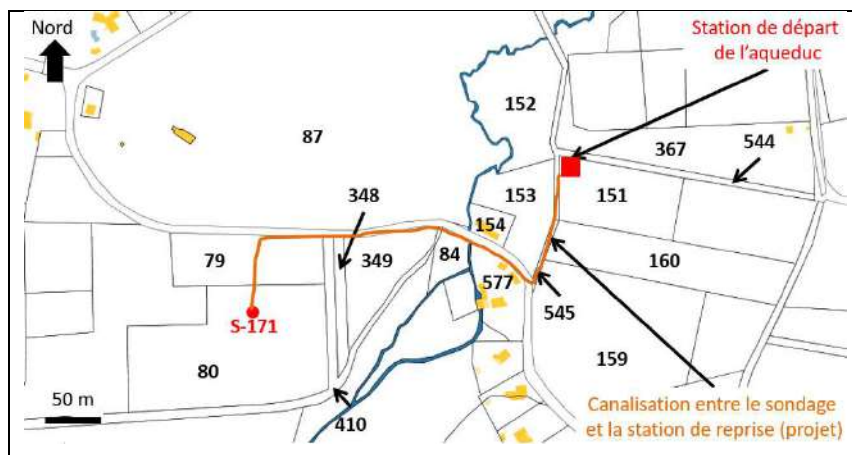 Nord
Station de départ
de l'aqueduc
152
87
367
544
348
153
151
154
79
349
84
160
577
S-171
545
80
159
50 m
410
Canalisation entre le sondage
et la station de reprise (projet)